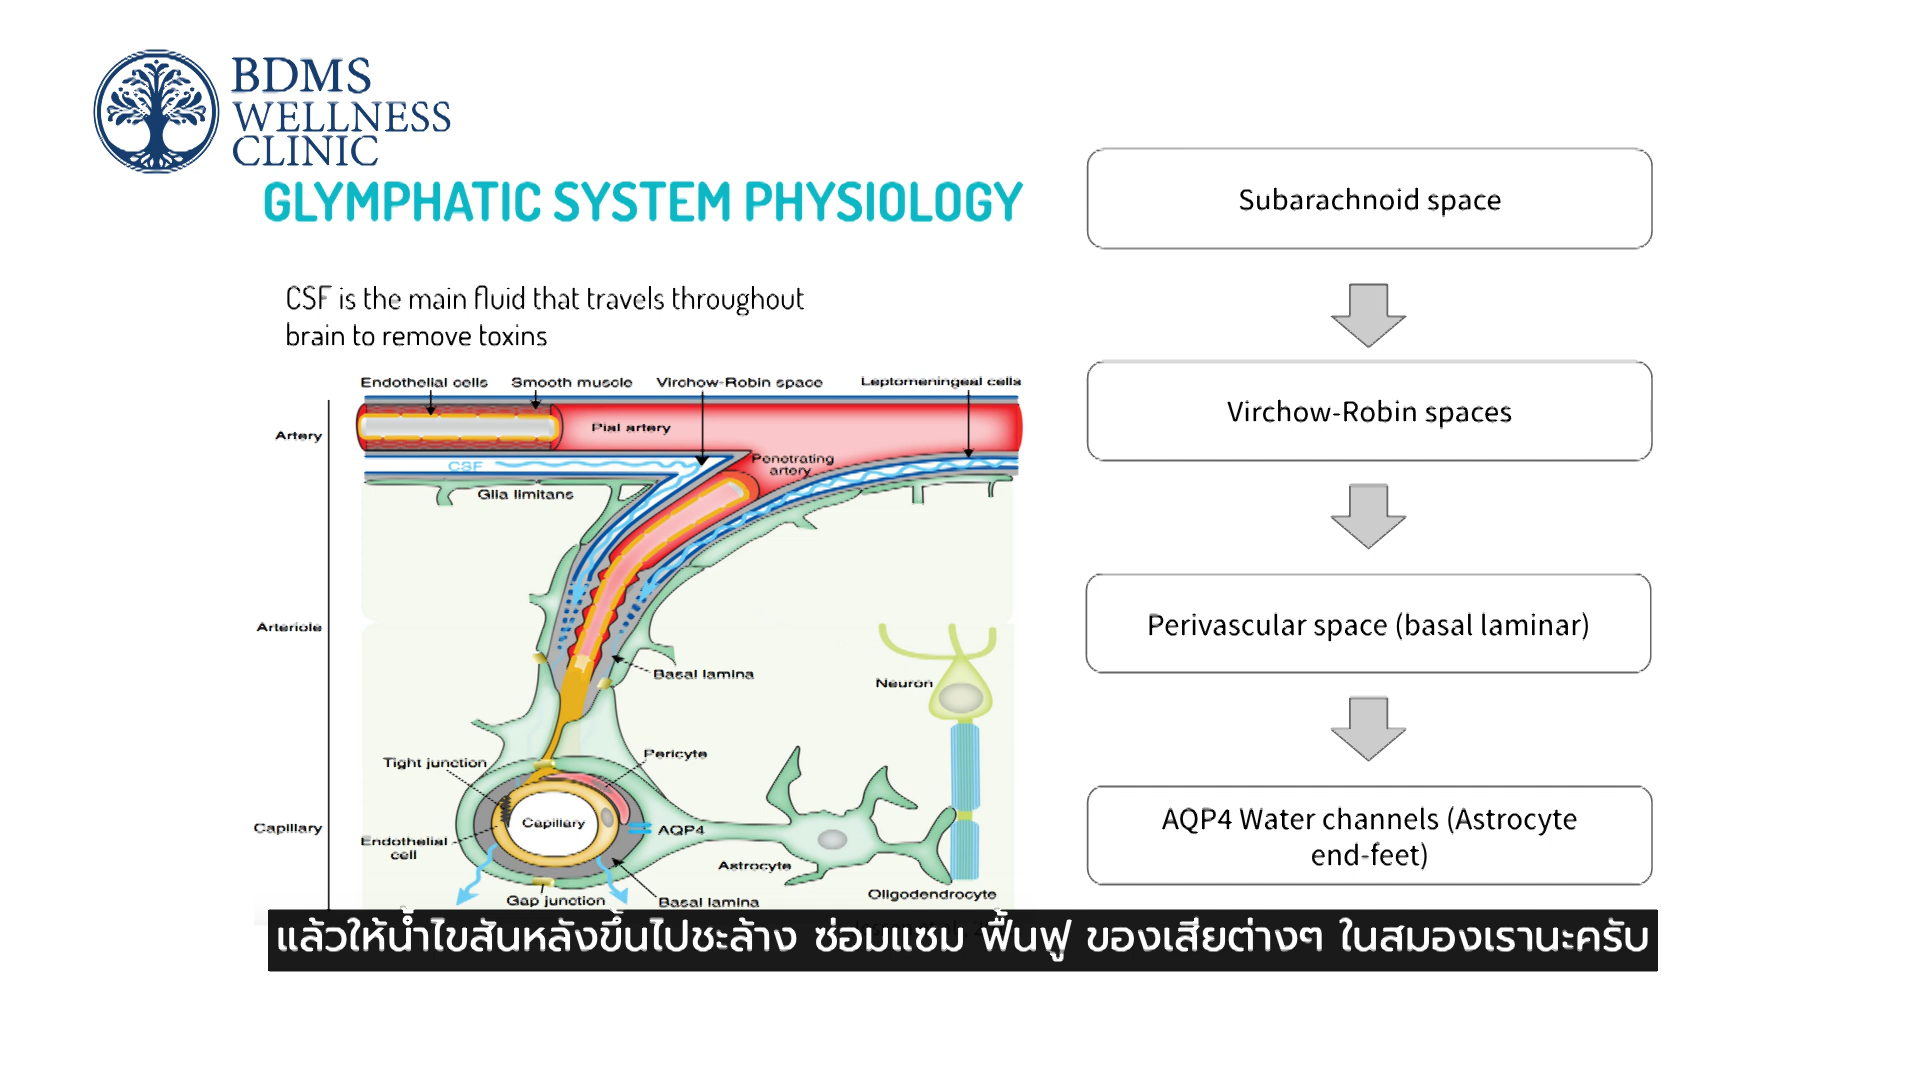 BDMS
WELLNESS
CLINIC
GLYMPHATIC SYSTEM PHYSIOLOGY
CSF is the main fluid that travels throughout
brain to remove toxins
Endothelial cells
Smooth muscle
Virchow-Robin space
Leptomeningeal cells
Artery
Pial artery
CSF
Penetrating
artery
Glia limitans
Arteriole
Basal lamina
Neuron
Tight junction
Pericyte
Capillary
Capillary
AQP4
Endothelial
cell
Astrocyte
Gap junction
Basal lamina
Oligodendrocyte
Subarachnoid space
Virchow-Robin spaces
Perivascular space (basal laminar)
AQP4 Water channels (Astrocyte
end-feet)
แล้วให้น้ำไขสันหลังขึ้นไปชะล้าง ซ่อมแซม ฟื้นฟู ของเสียต่างๆ ในสมองเรานะครับ